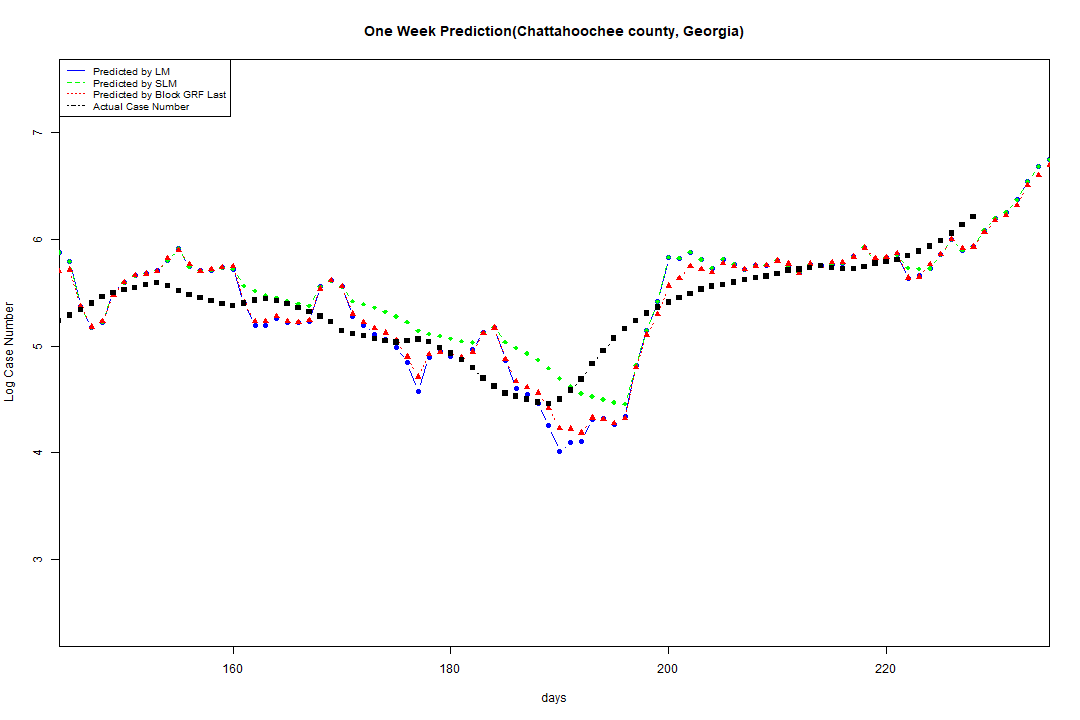 One Week Prediction(Chattahoochee county, Georgia)
Predicted by LM
Predicted by SLM
Predicted by Block GRF Last
Actual Case Number
7
6
5
4
3
Log Case Number
160
180
200
220
days